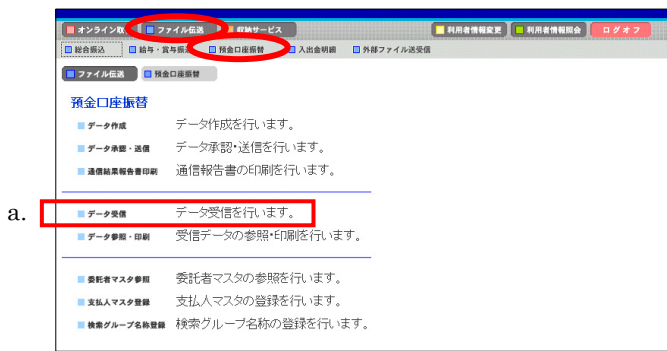 オンライン取 ファイル伝送 収納サービス 利用者情報変更 利用者情報照会 ログオフ
総合振込 給与・賞与振 預金口座振替 入出金明細 外部ファイル送受信
ファイル伝送 預金口座振替
預金口座振替
データ作成 データ作成を行います。
データ承認・送信 データ承認・送信を行います。
通信結果報告書印刷 通信報告書の印刷を行います。
a. データ受信 データ受信を行います。
データ参照・印刷 受信データの参照・印刷を行います。
委託者マスタ参照 委託者マスタの参照を行います。
支払人マスタ登録 支払人マスタの登録を行います。
検索グループ名称登録 検索グループ名称の登録を行います。